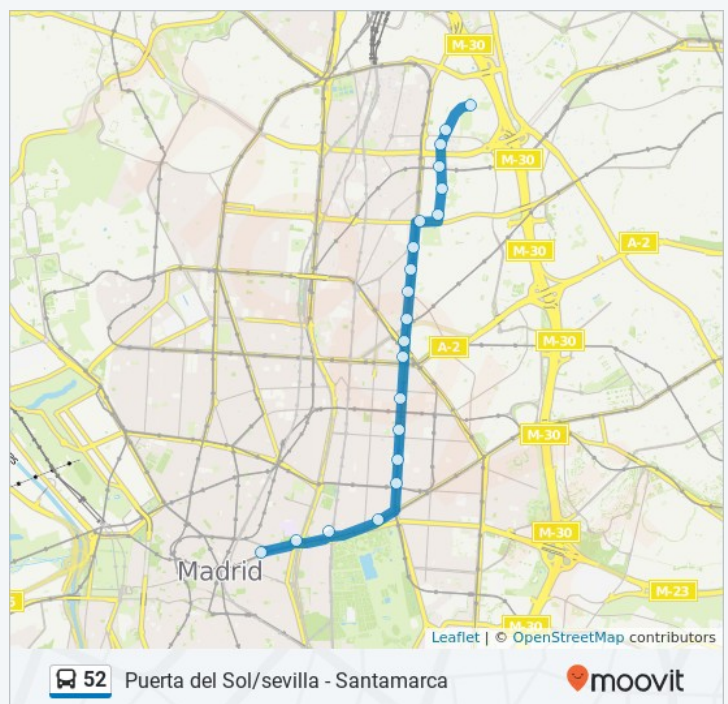 M-30
M-30
A-2
M-30
M-30
A-2
M-30
M-30
Madrid
M-23
M-30
Leaflet | © OpenStreetMap contributors
52 Puerta del Sol/sevilla - Santamarca
moovit